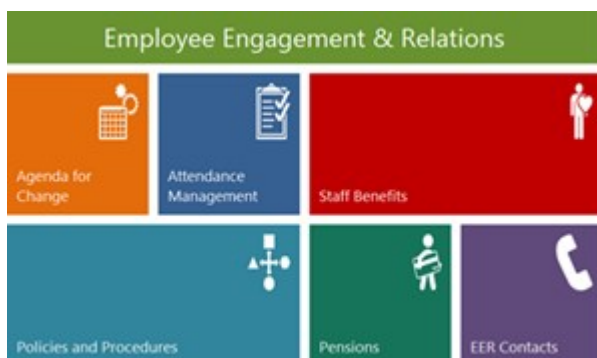 Employee Engagement & Relations
Agenda for
Change
Attendance
Management
Staff Benefits
Policies and Procedures
Pensions
EER Contacts